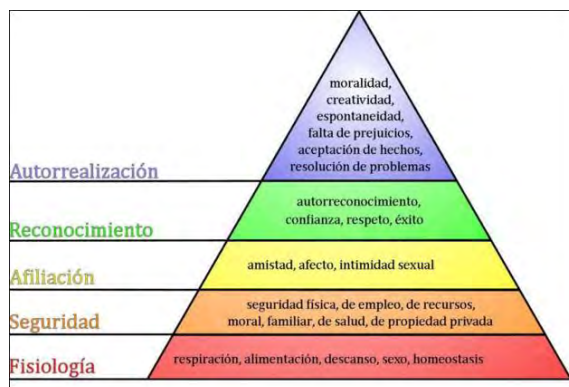 moralidad,
creatividad,
espontaneidad,
falta de prejuicios,
aceptación de hechos,
resolución de problemas
Autorrealización
autorreconocimiento,
confianza, respeto, éxito
Reconocimiento
amistad, afecto, intimidad sexual
Afiliación
seguridad física, de empleo, de recursos,
moral, familiar, de salud, de propiedad privada
Seguridad
respiración, alimentación, descanso, sexo, homeostasis
Fisiología